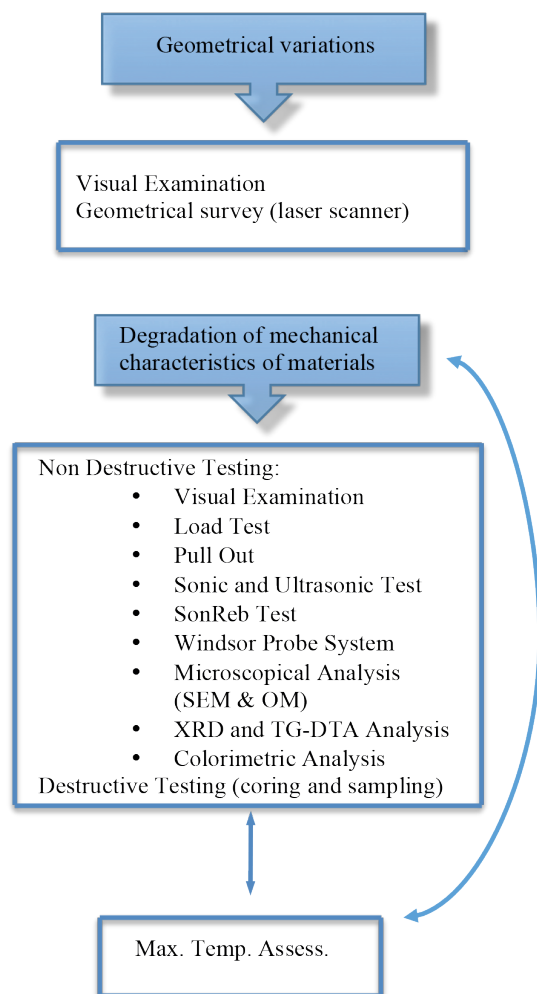 Geometrical variations
Visual Examination
Geometrical survey (laser scanner)
Degradation of mechanical
characteristics of materials
Non Destructive Testing:
• Visual Examination
• Load Test
• Pull Out
• Sonic and Ultrasonic Test
• SonReb Test
• Windsor Probe System
• Microscopical Analysis
(SEM & OM)
• XRD and TG-DTA Analysis
• Colorimetric Analysis
Destructive Testing (coring and sampling)
Max. Temp. Assess.